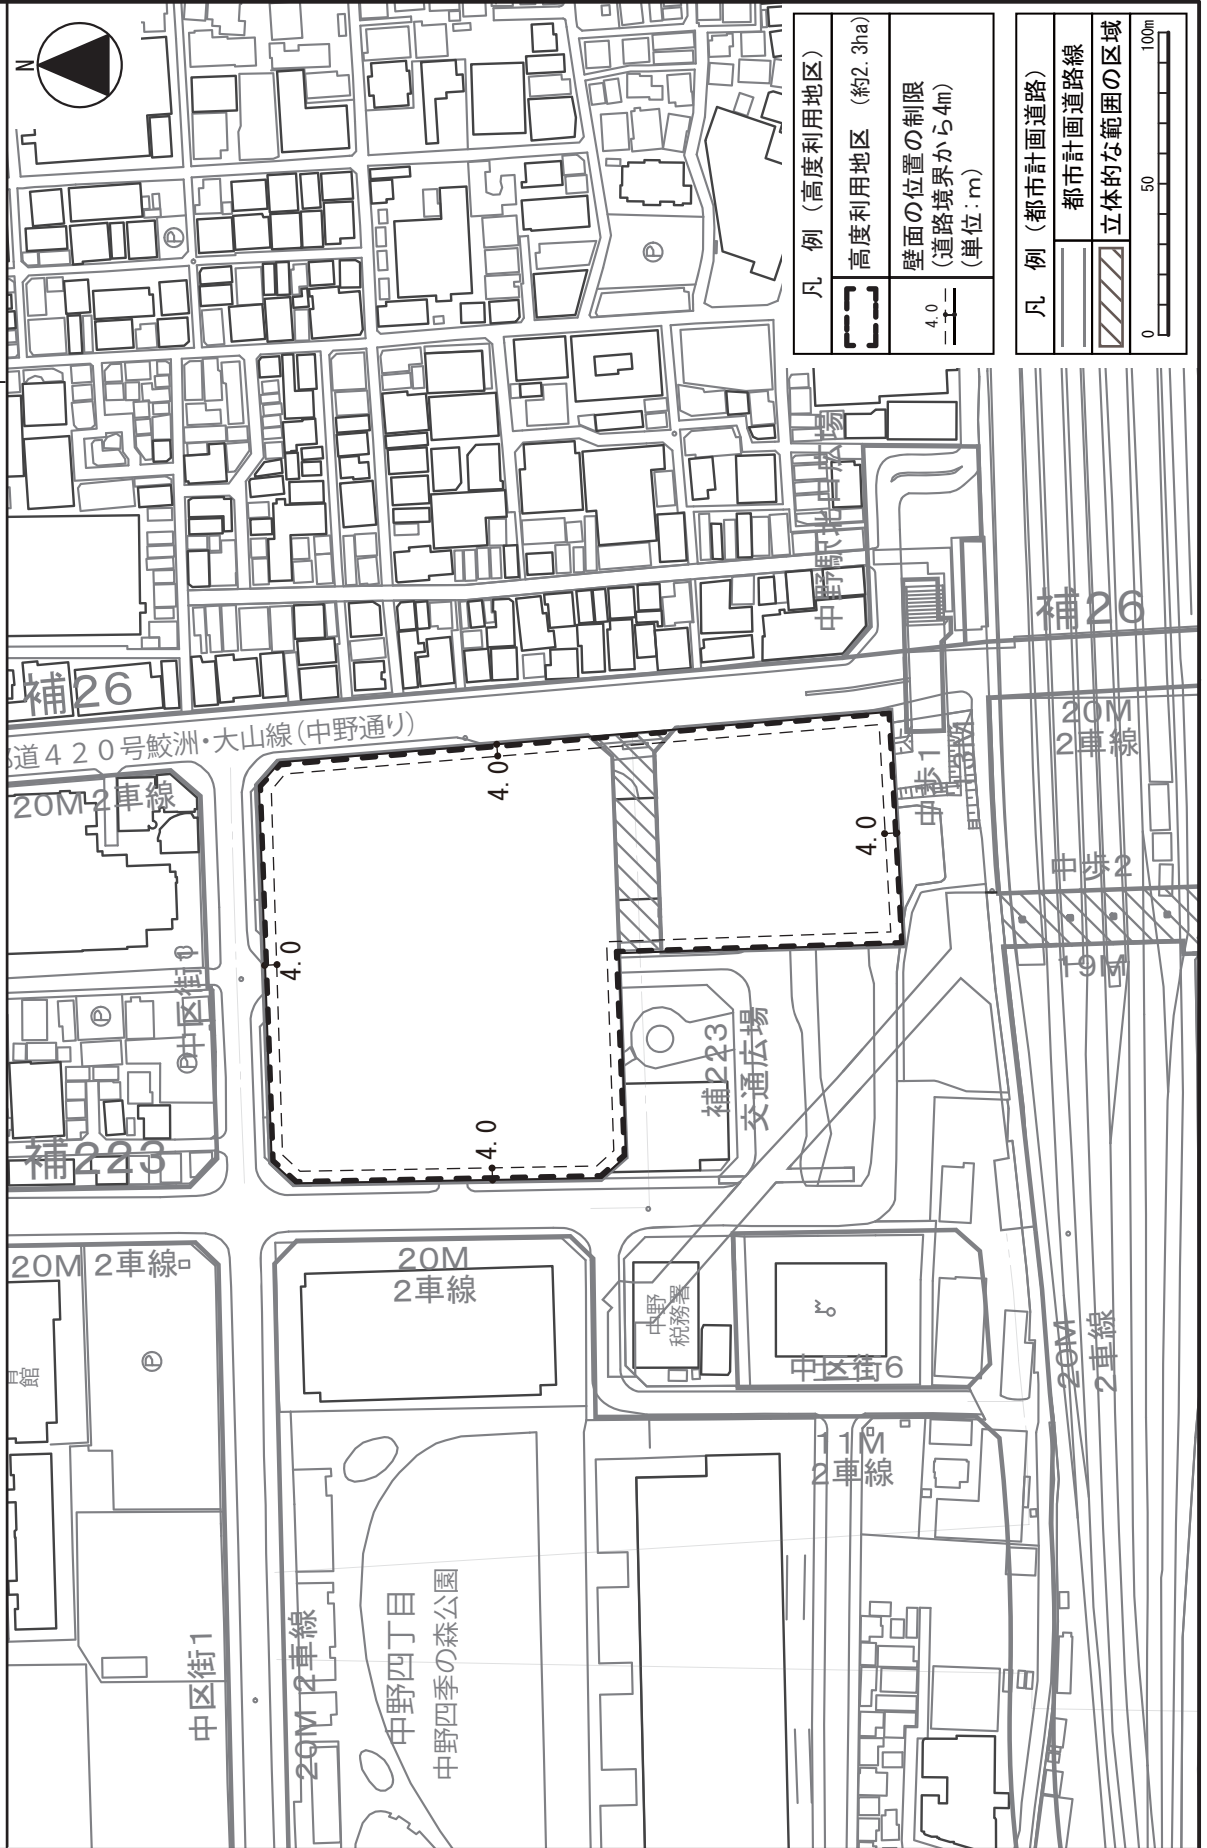 N
凡　例（高度利用地区）
高度利用地区　（約2.3ha）
4.0
壁面の位置の制限
(道路境界から4m)
(単位:m)
凡　例（都市計画道路）
都市計画道路線
立体的な範囲の区域
0
50
100m
Ⓟ
Ⓟ
中野駅北口広場
補26
補26
道420号鮫洲・大山線(中野通り)
20M 2車線
20M
2車線
中歩1
中歩2
19M
4.0
4.0
4.0
4.0
中区街1
Ⓟ
Ⓟ
補223
補223
交通広場
20M 2車線
20M
2車線
中野
税務署
中区街6
20M
2車線
11M
2車線
Ⓟ
館
中区街1
20M 2車線
中野四丁目
中野四季の森公園